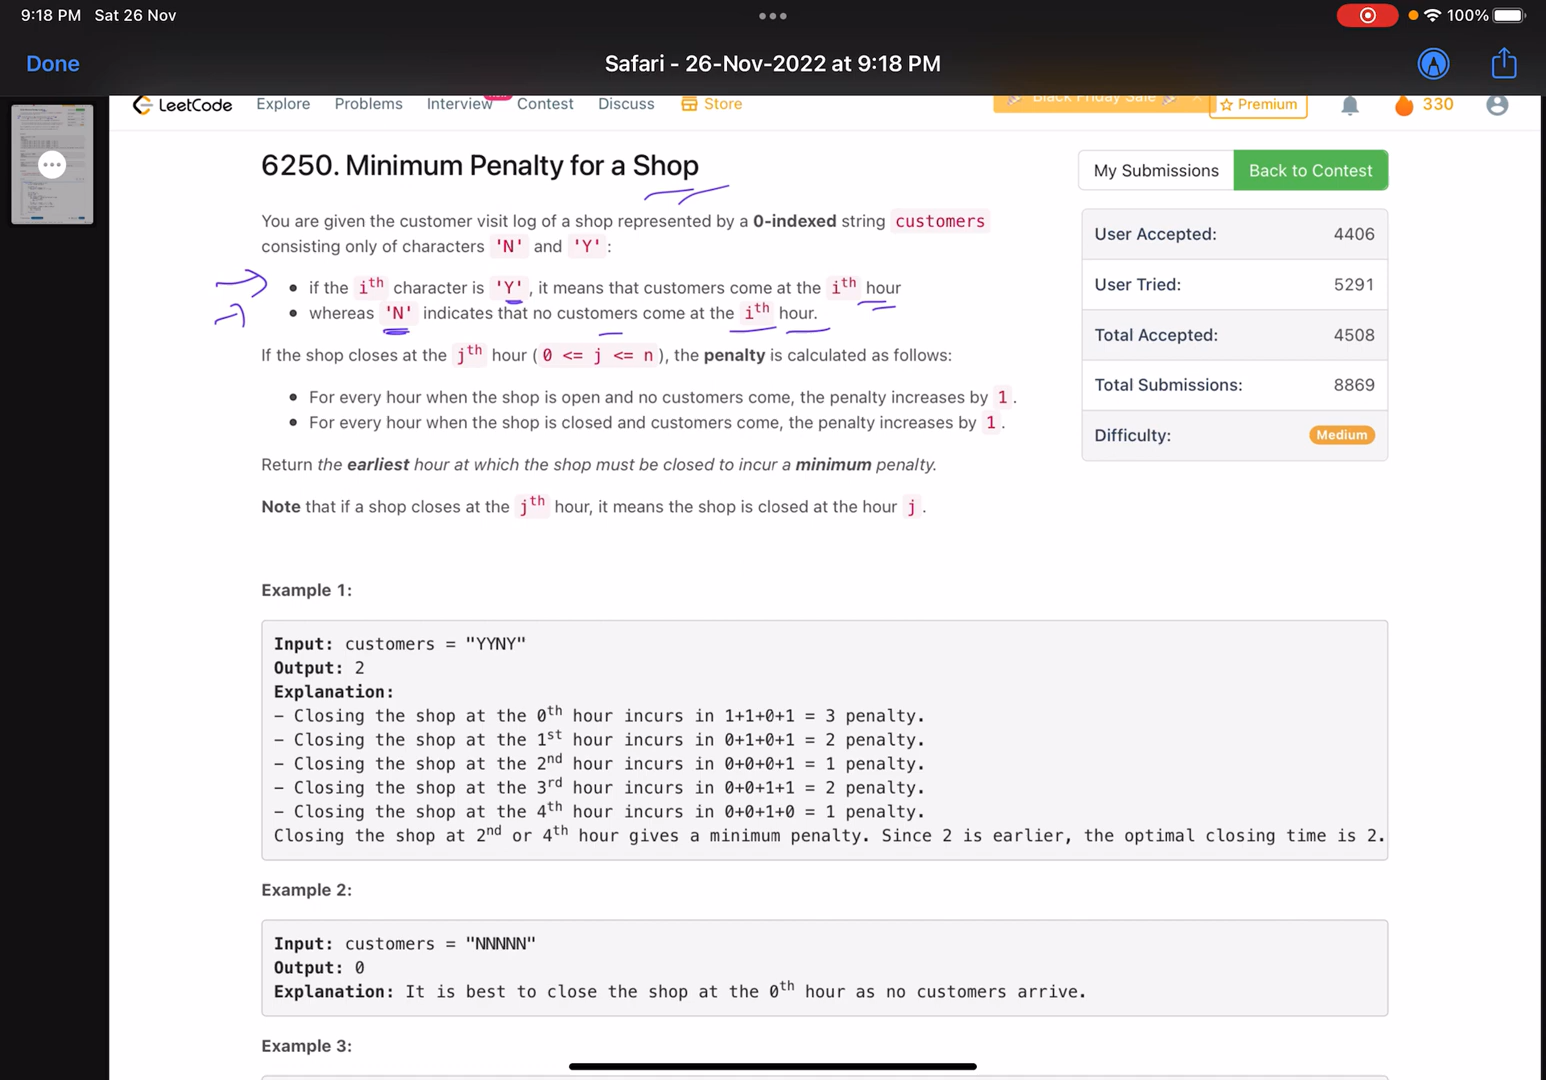 9:18 PM Sat 26 Nov
100%
Done
Safari - 26-Nov-2022 at 9:18 PM
LeetCode Explore Problems Interview Contest Discuss Store
Black Friday Sale
Premium
330
6250. Minimum Penalty for a Shop
My Submissions
Back to Contest
You are given the customer visit log of a shop represented by a 0-indexed string customers
consisting only of characters 'N' and 'Y':
if the ith character is 'Y', it means that customers come at the ith hour
whereas 'N' indicates that no customers come at the ith hour.
If the shop closes at the jth hour (0 <= j <= n), the penalty is calculated as follows:
For every hour when the shop is open and no customers come, the penalty increases by 1.
For every hour when the shop is closed and customers come, the penalty increases by 1.
Return the earliest hour at which the shop must be closed to incur a minimum penalty.
Note that if a shop closes at the jth hour, it means the shop is closed at the hour j.
User Accepted: 4406
User Tried: 5291
Total Accepted: 4508
Total Submissions: 8869
Difficulty: Medium
Example 1:
Input: customers = "YYNY"
Output: 2
Explanation:
- Closing the shop at the 0th hour incurs in 1+1+0+1 = 3 penalty.
- Closing the shop at the 1st hour incurs in 0+1+0+1 = 2 penalty.
- Closing the shop at the 2nd hour incurs in 0+0+0+1 = 1 penalty.
- Closing the shop at the 3rd hour incurs in 0+0+1+1 = 2 penalty.
- Closing the shop at the 4th hour incurs in 0+0+1+0 = 1 penalty.
Closing the shop at 2nd or 4th hour gives a minimum penalty. Since 2 is earlier, the optimal closing time is 2.
Example 2:
Input: customers = "NNNNN"
Output: 0
Explanation: It is best to close the shop at the 0th hour as no customers arrive.
Example 3: